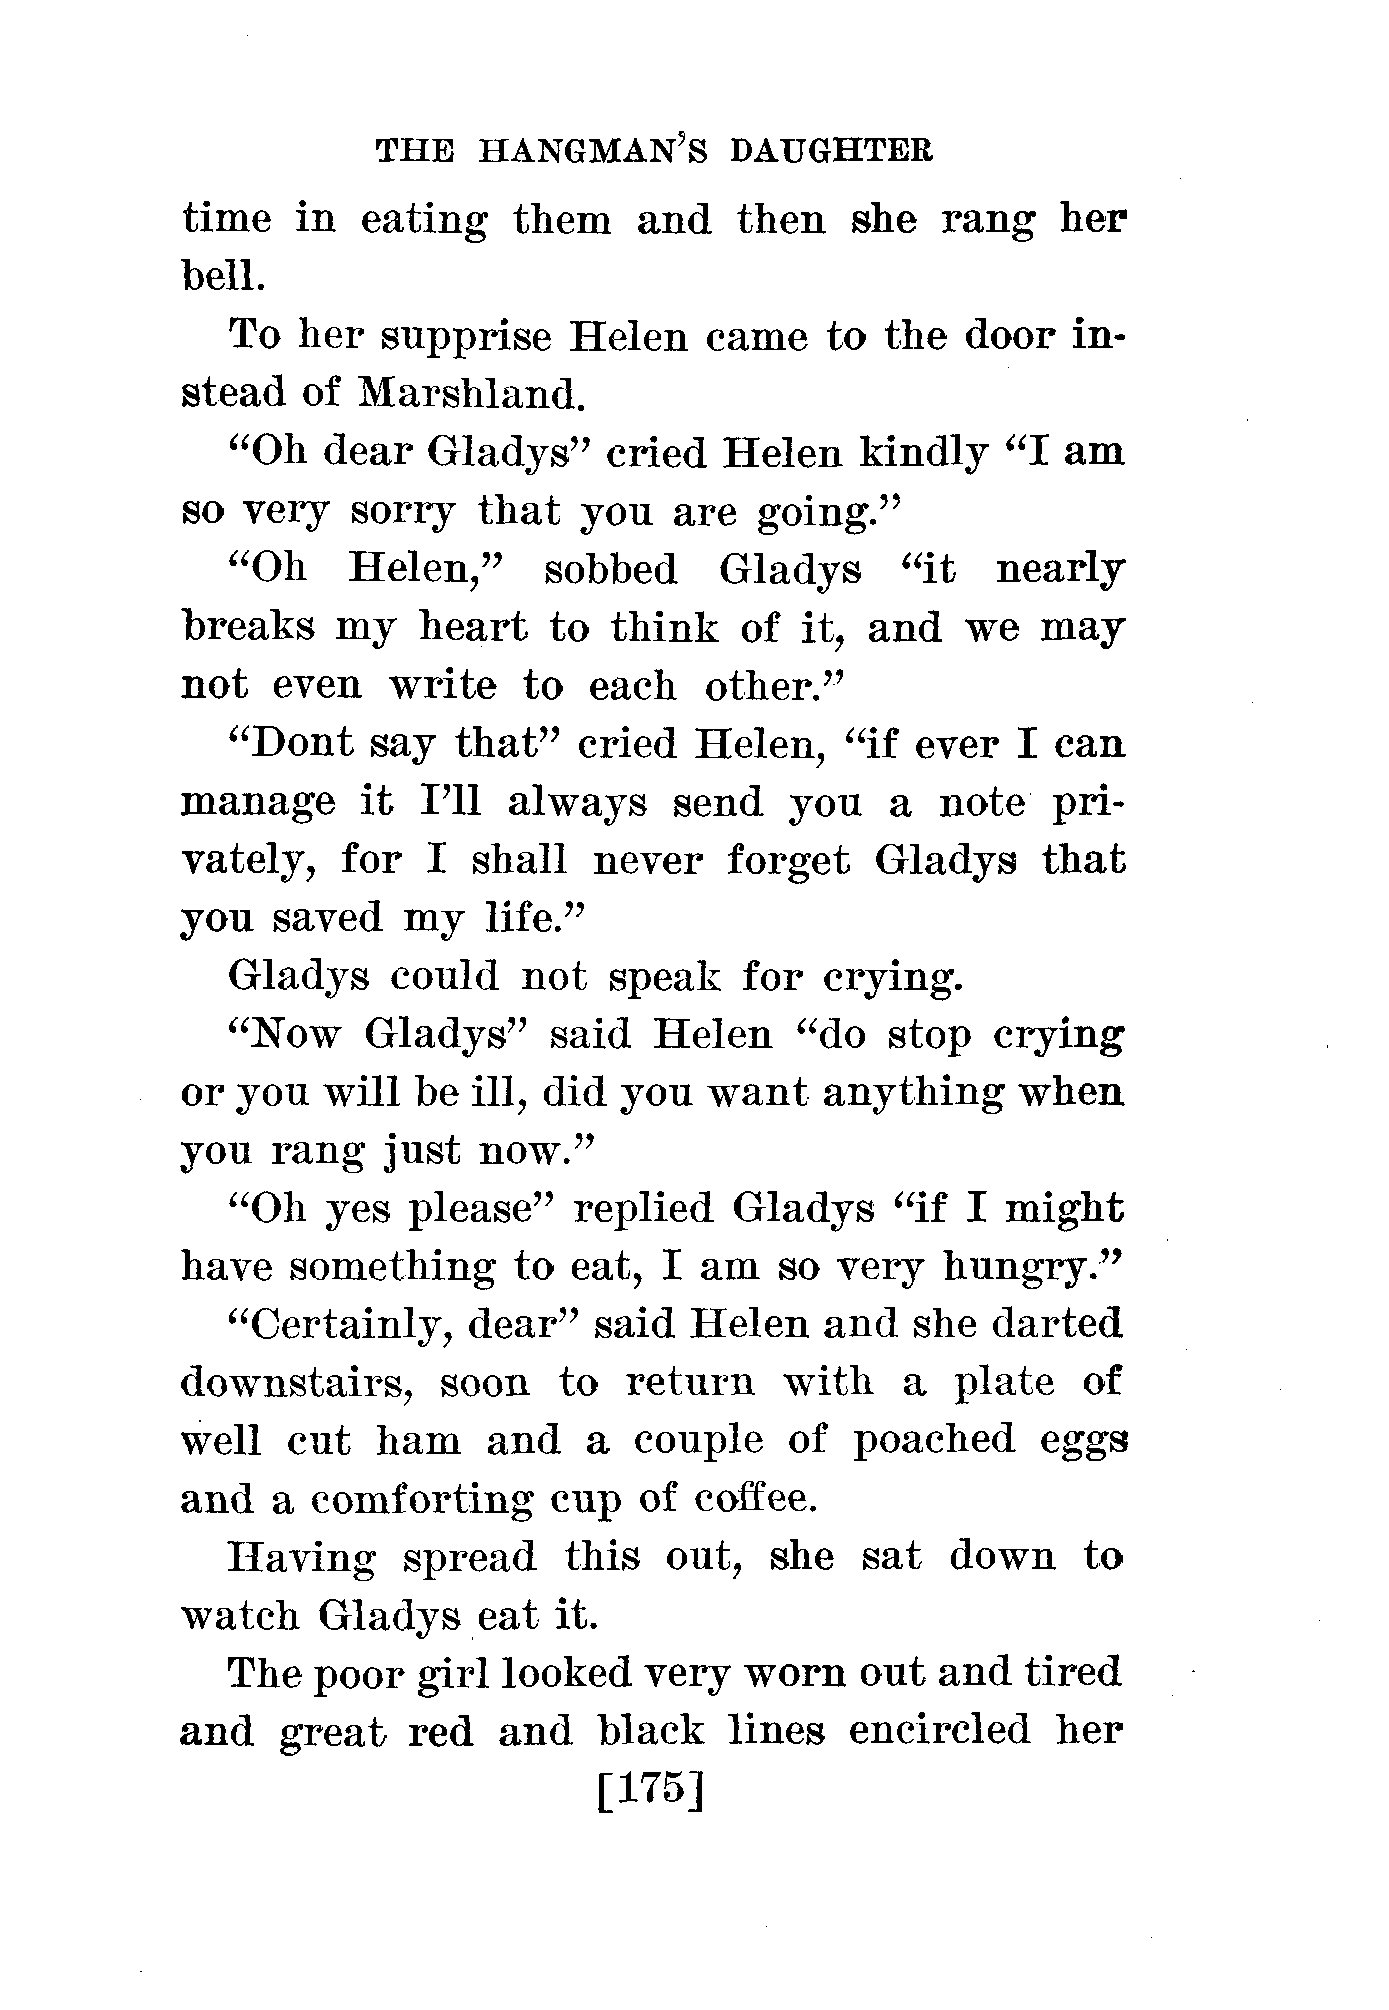 THE HANGMAN'S DAUGHTER
time in eating them and then she rang her
bell.
To her supprise Helen came to the door in-
stead of Marshland.
“Oh dear Gladys” cried Helen kindly “I am
so very sorry that you are going.”
“Oh Helen,” sobbed Gladys “it nearly
breaks my heart to think of it, and we may
not even write to each other.”
“Dont say that” cried Helen, “if ever I can
manage it I'll always send you a note pri-
vately, for I shall never forget Gladys that
you saved my life.”
Gladys could not speak for crying.
“Now Gladys” said Helen “do stop crying
or you will be ill, did you want anything when
you rang just now.”
“Oh yes please” replied Gladys “if I might
have something to eat, I am so very hungry.”
“Certainly, dear” said Helen and she darted
downstairs, soon to return with a plate of
well cut ham and a couple of poached eggs
and a comforting cup of coffee.
Having spread this out, she sat down to
watch Gladys eat it.
The poor girl looked very worn out and tired
and great red and black lines encircled her
[175]